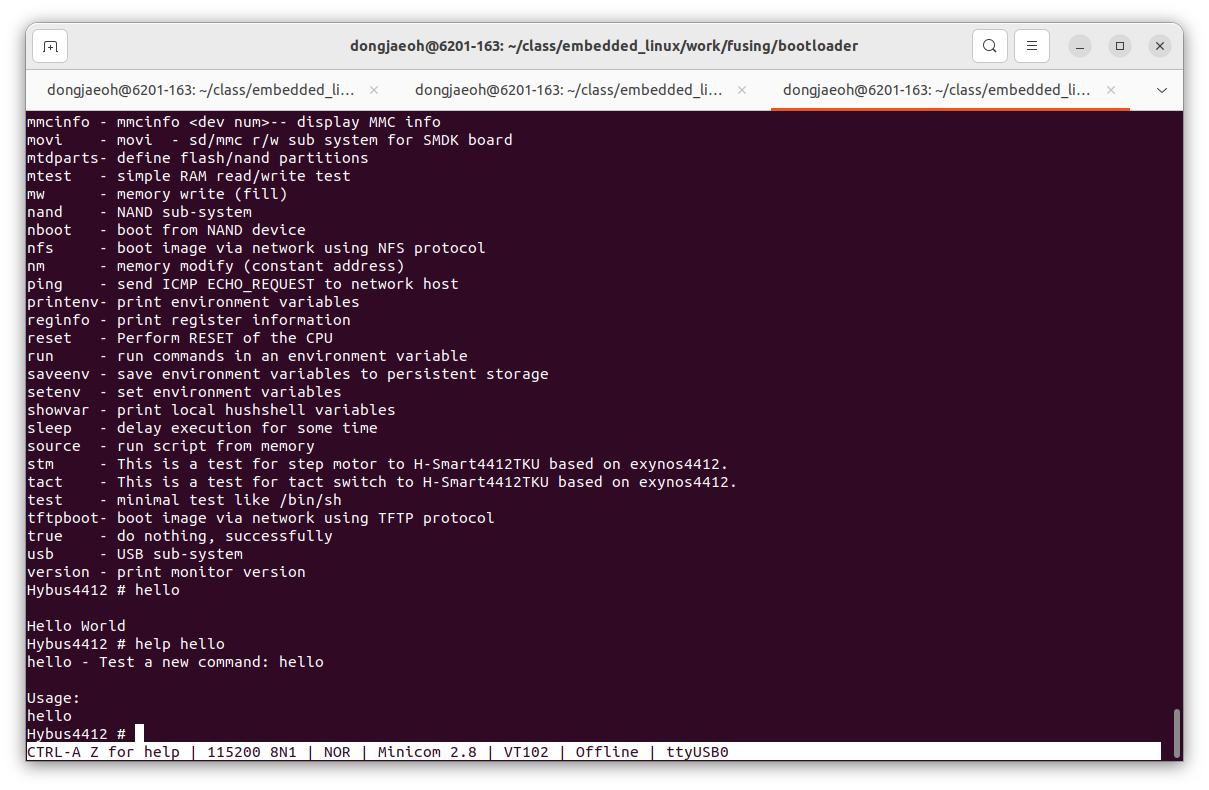 dongjaeoh@6201-163: ~/class/embedded_linux/work/fusing/bootloader
dongjaeoh@6201-163: ~/class/embedded_li... × dongjaeoh@6201-163: ~/class/embedded_li... × dongjaeoh@6201-163: ~/class/embedded_li... ×
mmcinfo - mmcinfo <dev num>-- display MMC info
movi    - movi  - sd/mmc r/w sub system for SMDK board
mtdparts- define flash/nand partitions
mtest   - simple RAM read/write test
mw      - memory write (fill)
nand    - NAND sub-system
nboot   - boot from NAND device
nfs     - boot image via network using NFS protocol
nm      - memory modify (constant address)
ping    - send ICMP ECHO_REQUEST to network host
printenv- print environment variables
reginfo - print register information
reset   - Perform RESET of the CPU
run     - run commands in an environment variable
saveenv - save environment variables to persistent storage
setenv  - set environment variables
showvar - print local hushshell variables
sleep   - delay execution for some time
source  - run script from memory
stm     - This is a test for step motor to H-Smart4412TKU based on exynos4412.
tact    - This is a test for tact switch to H-Smart4412TKU based on exynos4412.
test    - minimal test like /bin/sh
tftpboot- boot image via network using TFTP protocol
true    - do nothing, successfully
usb     - USB sub-system
version - print monitor version
Hybus4412 # hello
Hello World
Hybus4412 # help hello
hello - Test a new command: hello
Usage:
hello
Hybus4412 #
CTRL-A Z for help | 115200 8N1 | NOR | Minicom 2.8 | VT102 | Offline | ttyUSB0